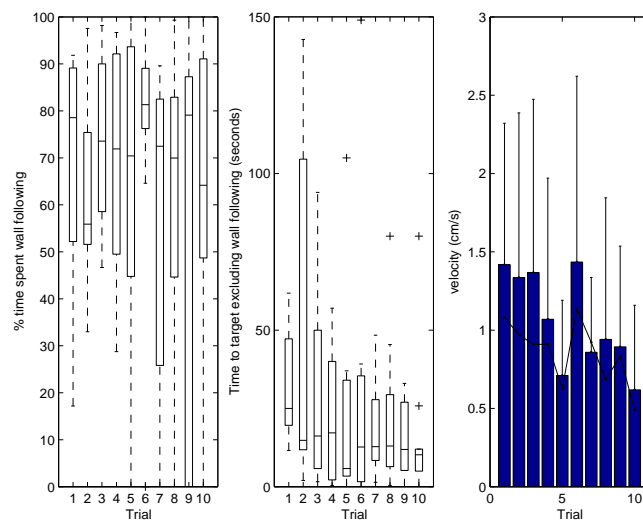 % time spent wall following
100
90
80
70
60
50
40
30
20
10
0
1 2 3 4 5 6 7 8 9 10
Trial
Time to target excluding wall following (seconds)
150
100
50
0
1 2 3 4 5 6 7 8 9 10
Trial
velocity (cm/s)
3
2.5
2
1.5
1
0.5
0
0 5 10
Trial